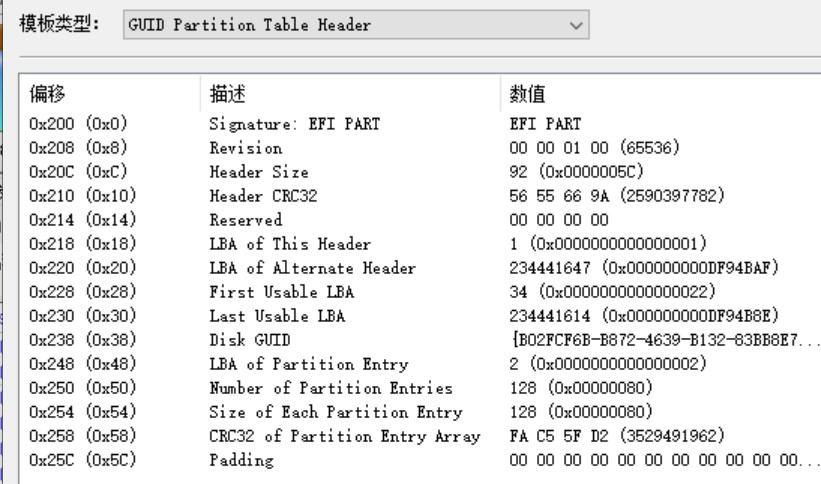 模板类型: GUID Partition Table Header
偏移 描述 数值
0x200 (0x0) Signature: EFI PART EFI PART
0x208 (0x8) Revision 00 00 01 00 (65536)
0x20C (0xC) Header Size 92 (0x0000005C)
0x210 (0x10) Header CRC32 56 55 66 9A (2590397782)
0x214 (0x14) Reserved 00 00 00 00
0x218 (0x18) LBA of This Header 1 (0x0000000000000001)
0x220 (0x20) LBA of Alternate Header 234441647 (0x000000000DF94BAF)
0x228 (0x28) First Usable LBA 34 (0x0000000000000022)
0x230 (0x30) Last Usable LBA 234441614 (0x000000000DF94B8E)
0x238 (0x38) Disk GUID {B02FCF6B-B872-4639-B132-83BB8E7...
0x248 (0x48) LBA of Partition Entry 2 (0x0000000000000002)
0x250 (0x50) Number of Partition Entries 128 (0x00000080)
0x254 (0x54) Size of Each Partition Entry 128 (0x00000080)
0x258 (0x58) CRC32 of Partition Entry Array FA C5 5F D2 (3529491962)
0x25C (0x5C) Padding 00 00 00 00 00 00 00 00 00 00 00...